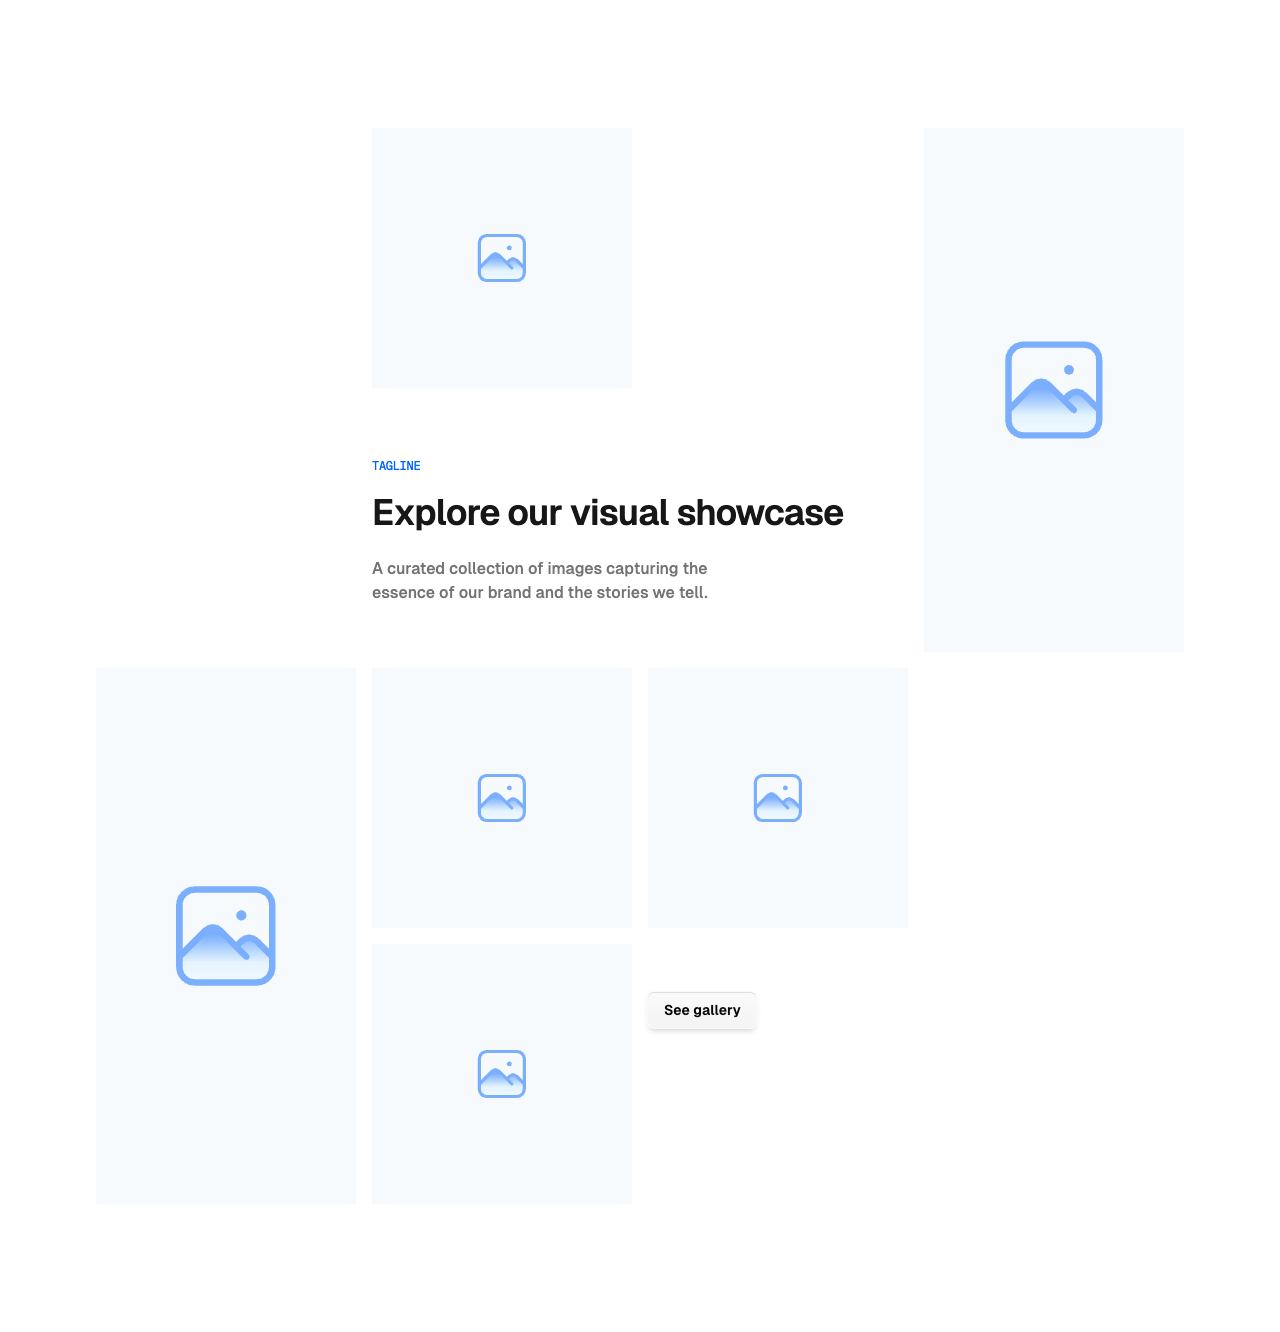 TAGLINE
Explore our visual showcase
A curated collection of images capturing the
essence of our brand and the stories we tell.
See gallery